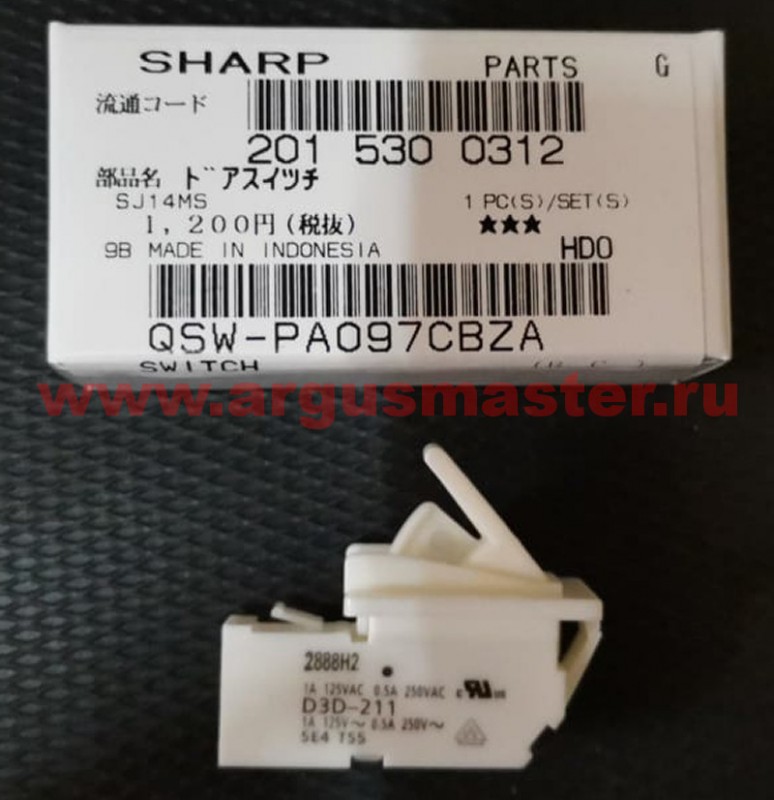 SHARP PARTS G
流通コード
201 530 0312
部品名 ドアスイッチ
SJ14MS 1 PC(S)/SET(S)
1,200円(税抜) ★★★
9B MADE IN INDONESIA HDO
QSW-PA097CBZA
SWITCH
www.argusmaster.ru
2888H2
1A 125VAC 0.5A 250VAC
D3D-211
1A 125V~ 0.5A 250V~
5E4 T55